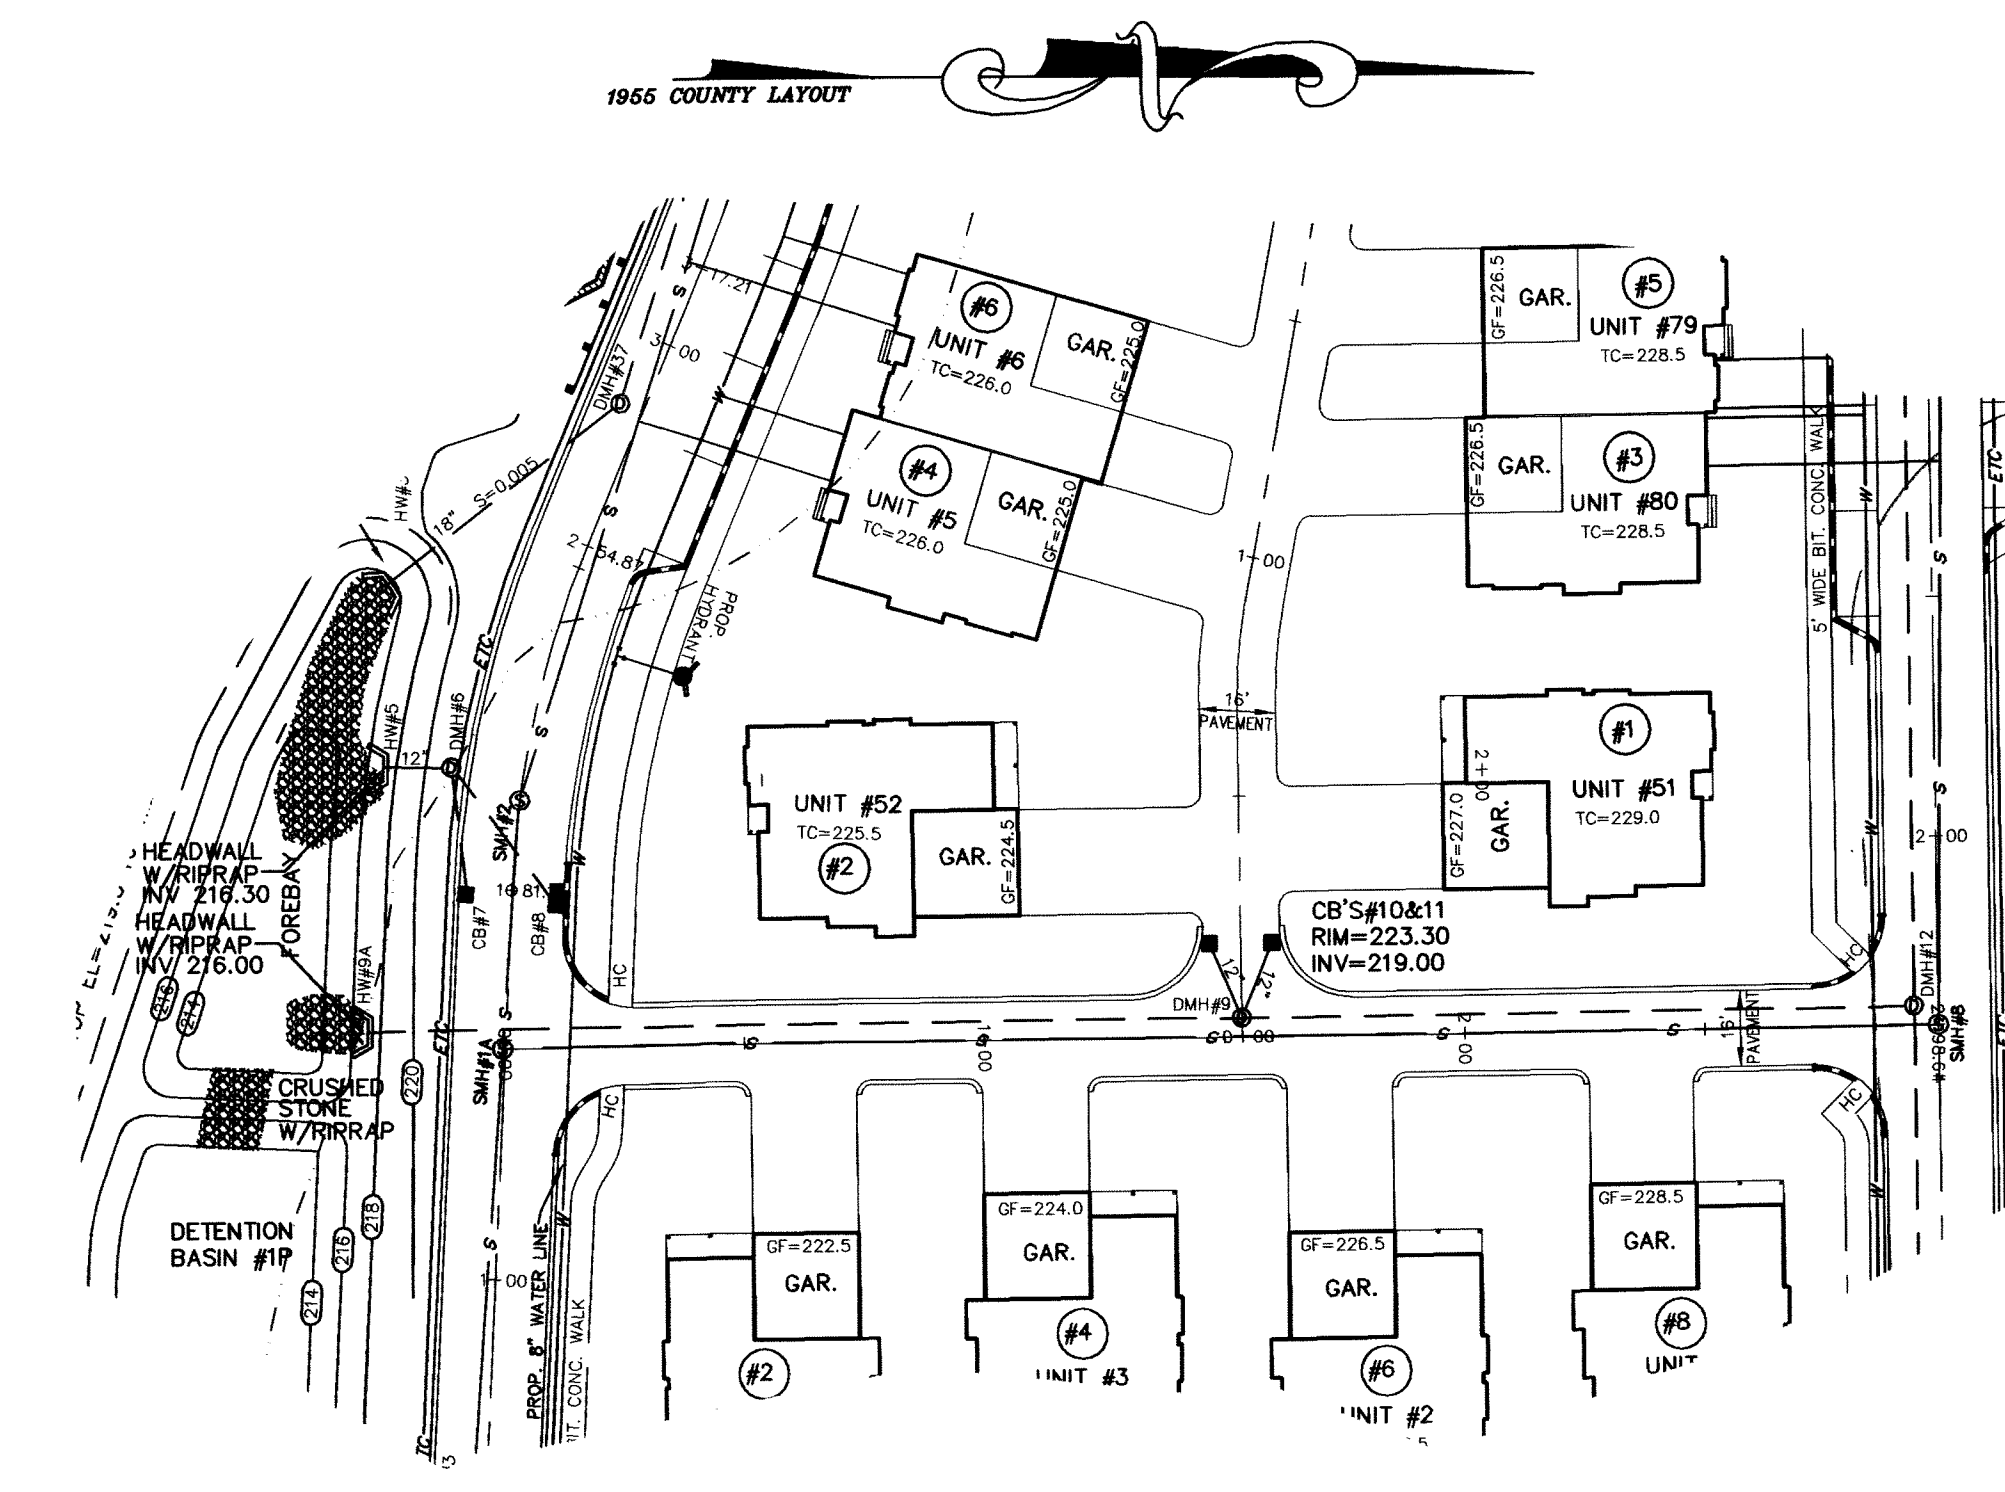 1955 COUNTY LAYOUT
#6
UNIT #6
TC=226.0
GAR.
GF=225.0
#4
UNIT #5
TC=226.0
GAR.
GF=225.0
#5
UNIT #79
TC=228.5
GAR.
GF=226.5
#3
UNIT #80
TC=228.5
GAR.
GF=226.5
5' WIDE BIT. CONC. WALK
17.21
3+00
DMH#37
S=0.005
18"
2+54.87
PROP. HYDRANT
1+00
16'
PAVEMENT
ETC
ETC
ETC
HW#5
12"
DMH#6
SMH#2
CB#7
CB#8
UNIT #52
TC=225.5
#2
GAR.
GF=224.5
#1
UNIT #51
TC=229.0
GAR.
GF=227.0
2+00
2+00
HEADWALL
W/RIPRAP
INV 216.30
HEADWALL
W/RIPRAP
INV 216.00
FOREBAY
HW#9A
216
214
CB'S#10&11
RIM=223.30
INV=219.00
12"
12"
DMH#9
0+00
HC
HC
HC
HC
DMH#12
SMH#8
SMH#1A
1+00
2+00
16'
PAVEMENT
220
CRUSHED
STONE
W/RIPRAP
DETENTION
BASIN #1P
218
216
214
1+00
PROP. 8" WATER LINE
CONC. WALK
GF=222.5
GAR.
#2
GF=224.0
GAR.
#4
UNIT #3
GF=226.5
GAR.
#6
UNIT #2
GF=228.5
GAR.
#8
UNIT
S
S
S
S
S
S
S
S
S
S
S
S
W
W
W
W
W
W